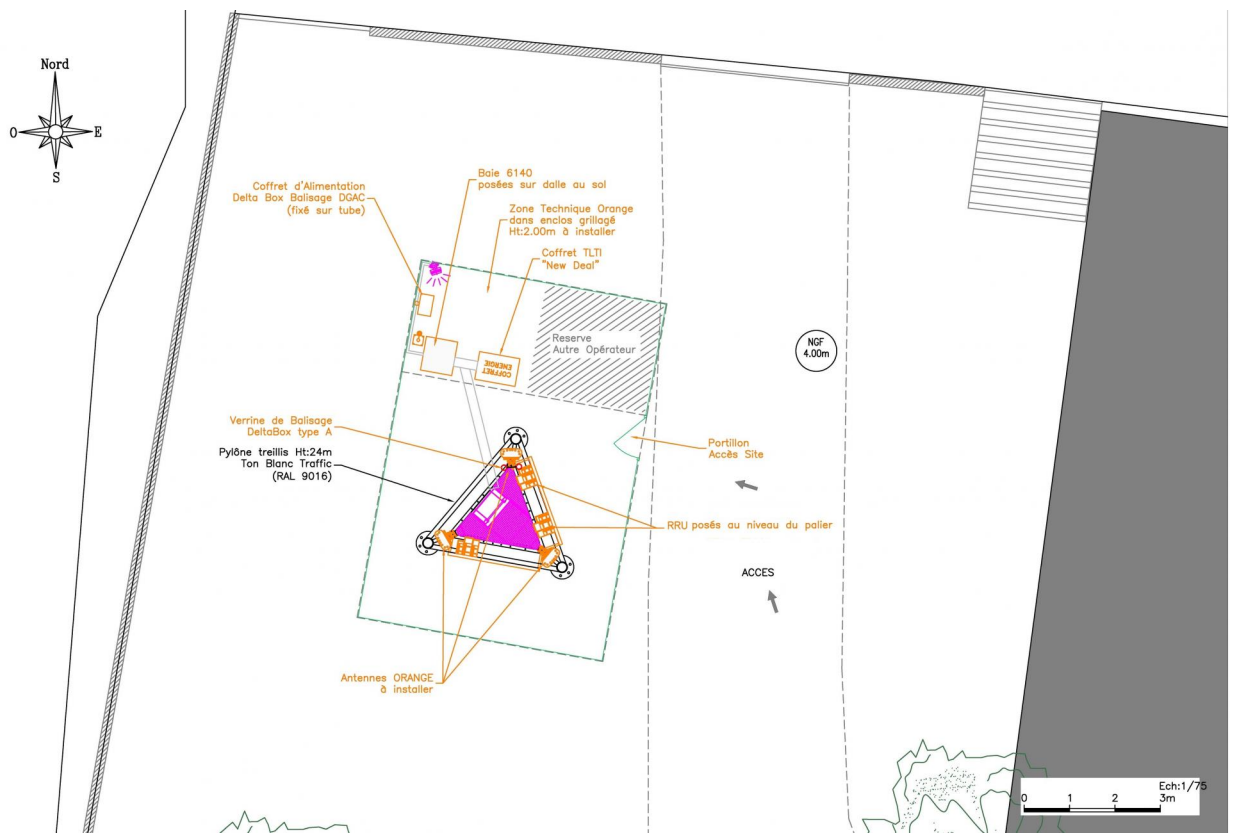 Nord
O
E
S
Coffret d'Alimentation
Delta Box Balisage DGAC
(fixé sur tube)
Baie 6140
posées sur dalle au sol
Zone Technique Orange
dans enclos grillagé
Ht:2.00m à installer
Coffret TLTI
"New Deal"
Reserve
Autre Opérateur
COFFRET
ENERGIE
NGF
4.00m
Verrine de Balisage
DeltaBox type A
Pylône treillis Ht:24m
Ton Blanc Traffic
(RAL 9016)
Portillon
Accès Site
RRU posés au niveau du palier
ACCES
Antennes ORANGE
à installer
Ech:1/75
0 1 2 3m